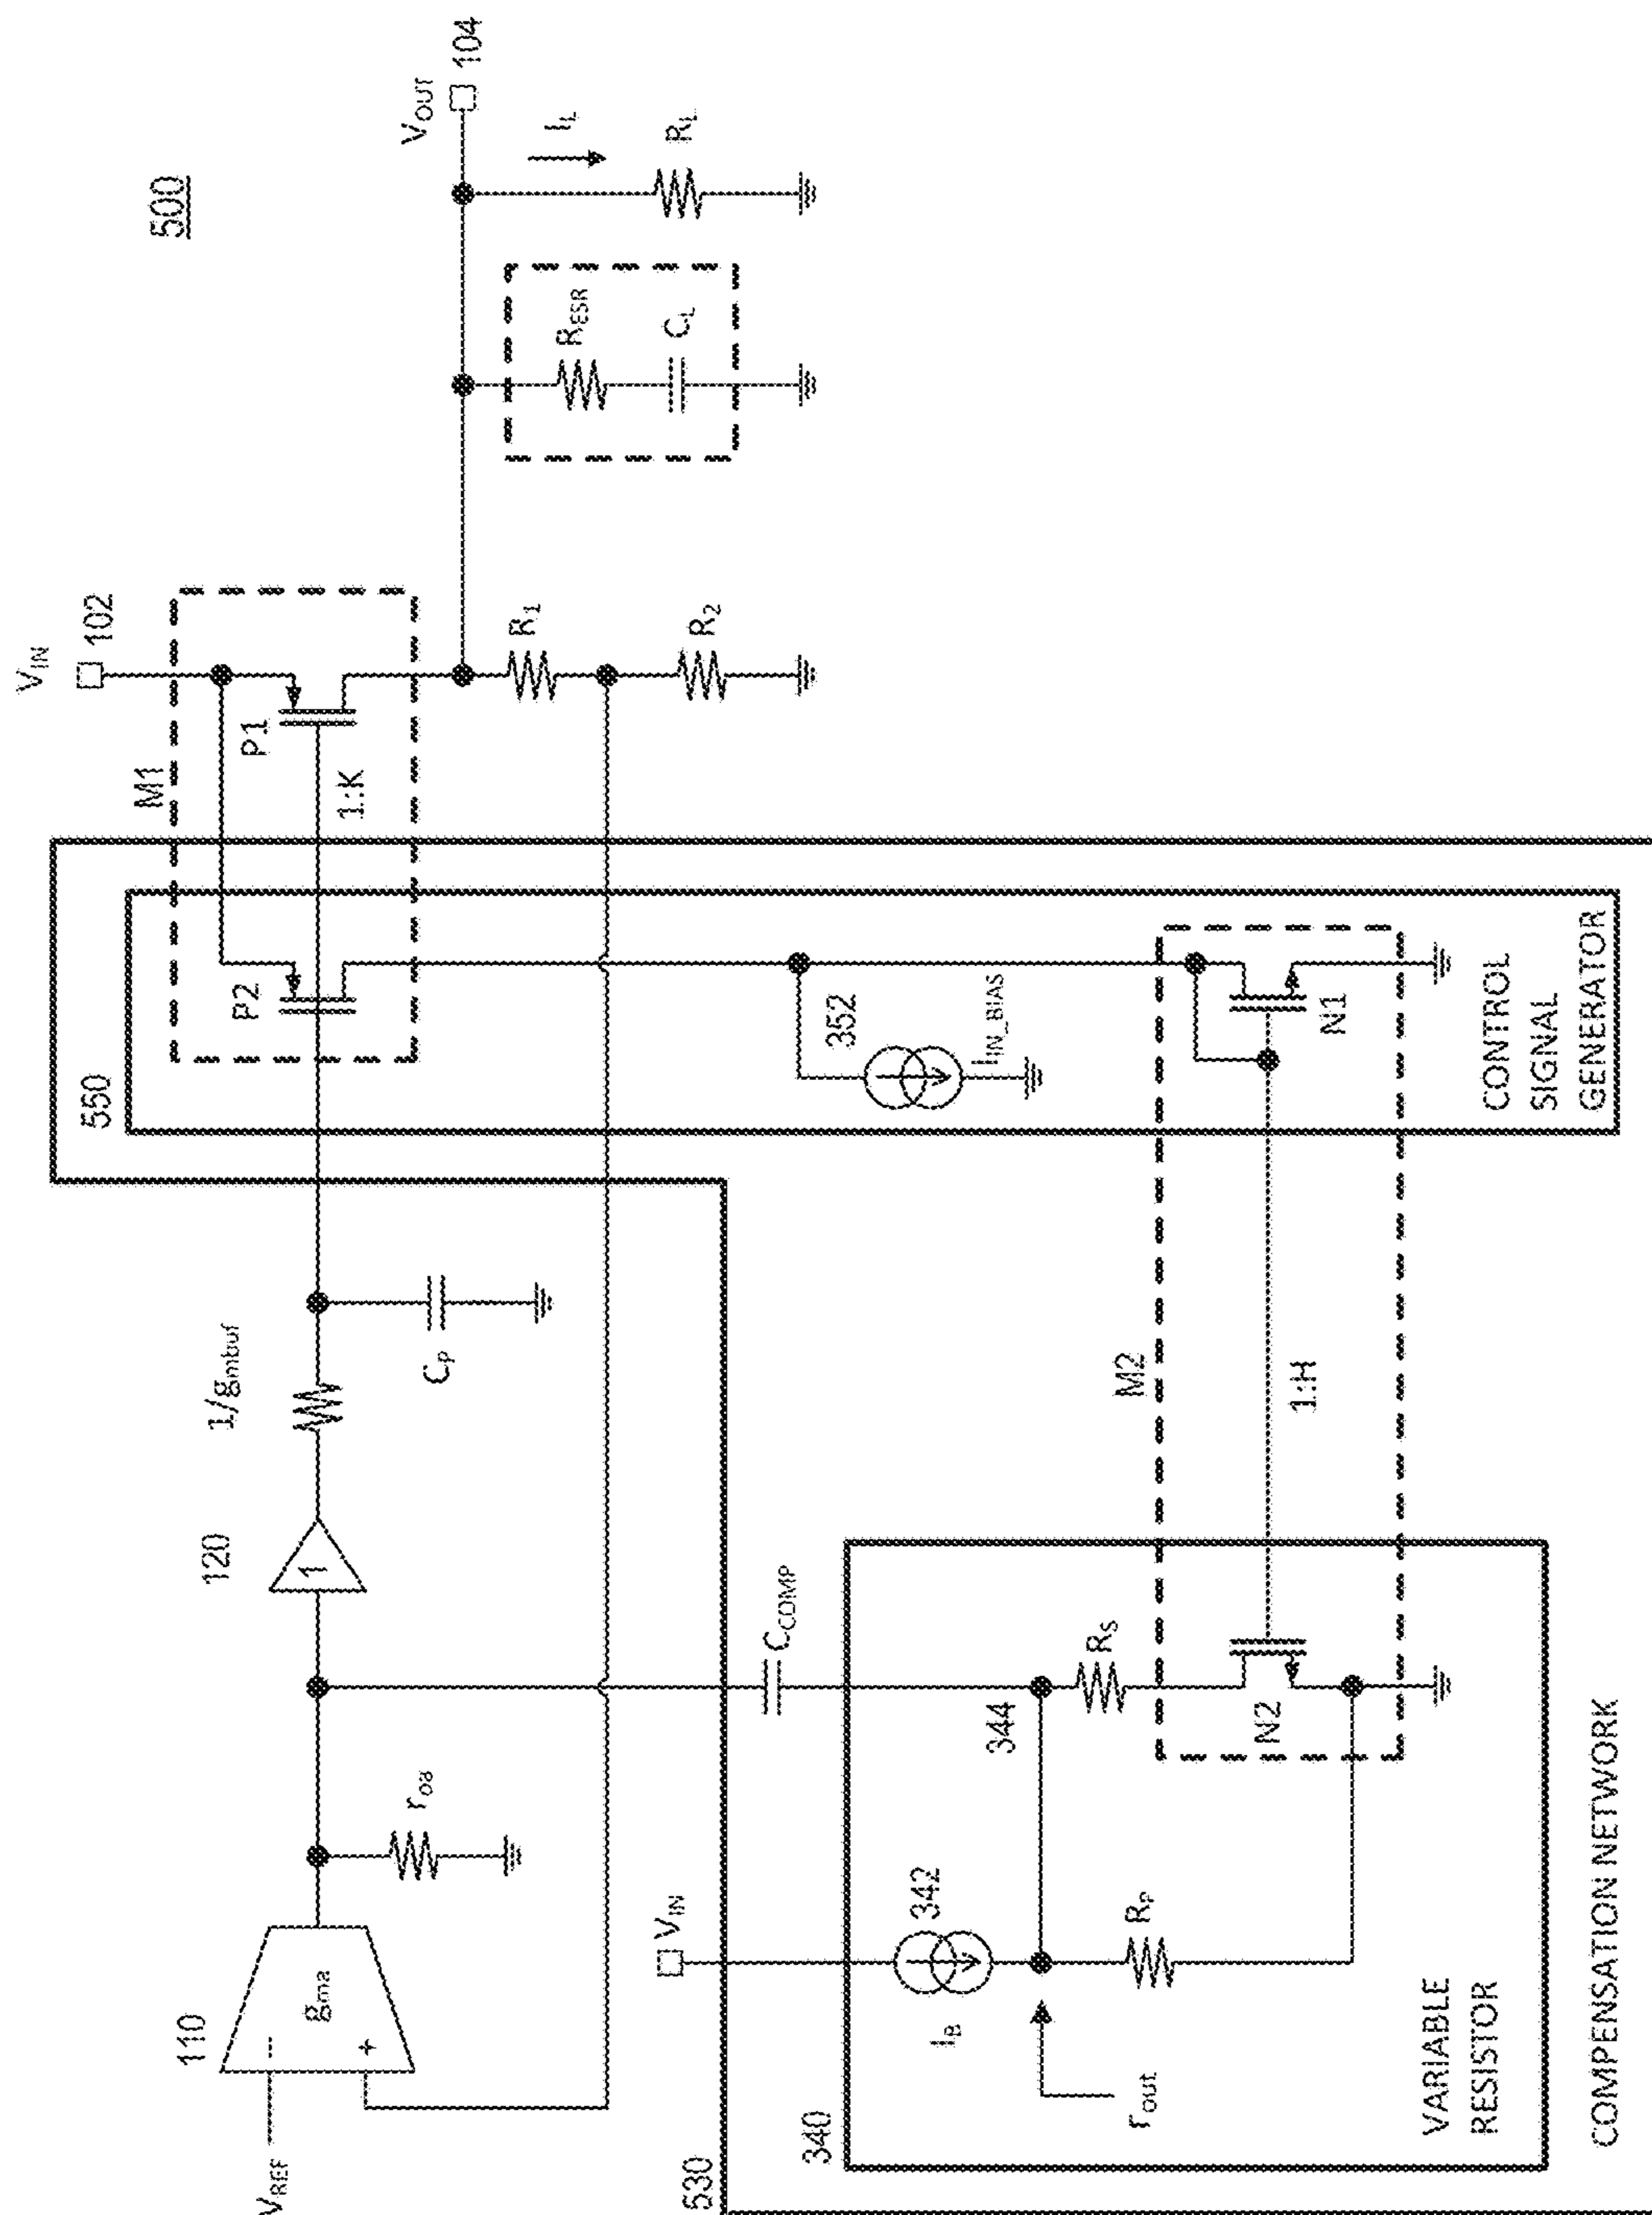 500
V_IN
102
M1
P1
P2
1:K
V_OUT
104
I_L
R_L
R_ESR
C_L
R_1
R_2
550
352
I_IN_BIAS
N1
CONTROL
SIGNAL
GENERATOR
V_REF
110
g_ma
−
+
r_oa
120
1
1/g_mbuf
C_P
530
V_IN
C_COMP
340
342
I_B
344
R_S
R_P
r_out
N2
M2
1:H
VARIABLE
RESISTOR
COMPENSATION NETWORK